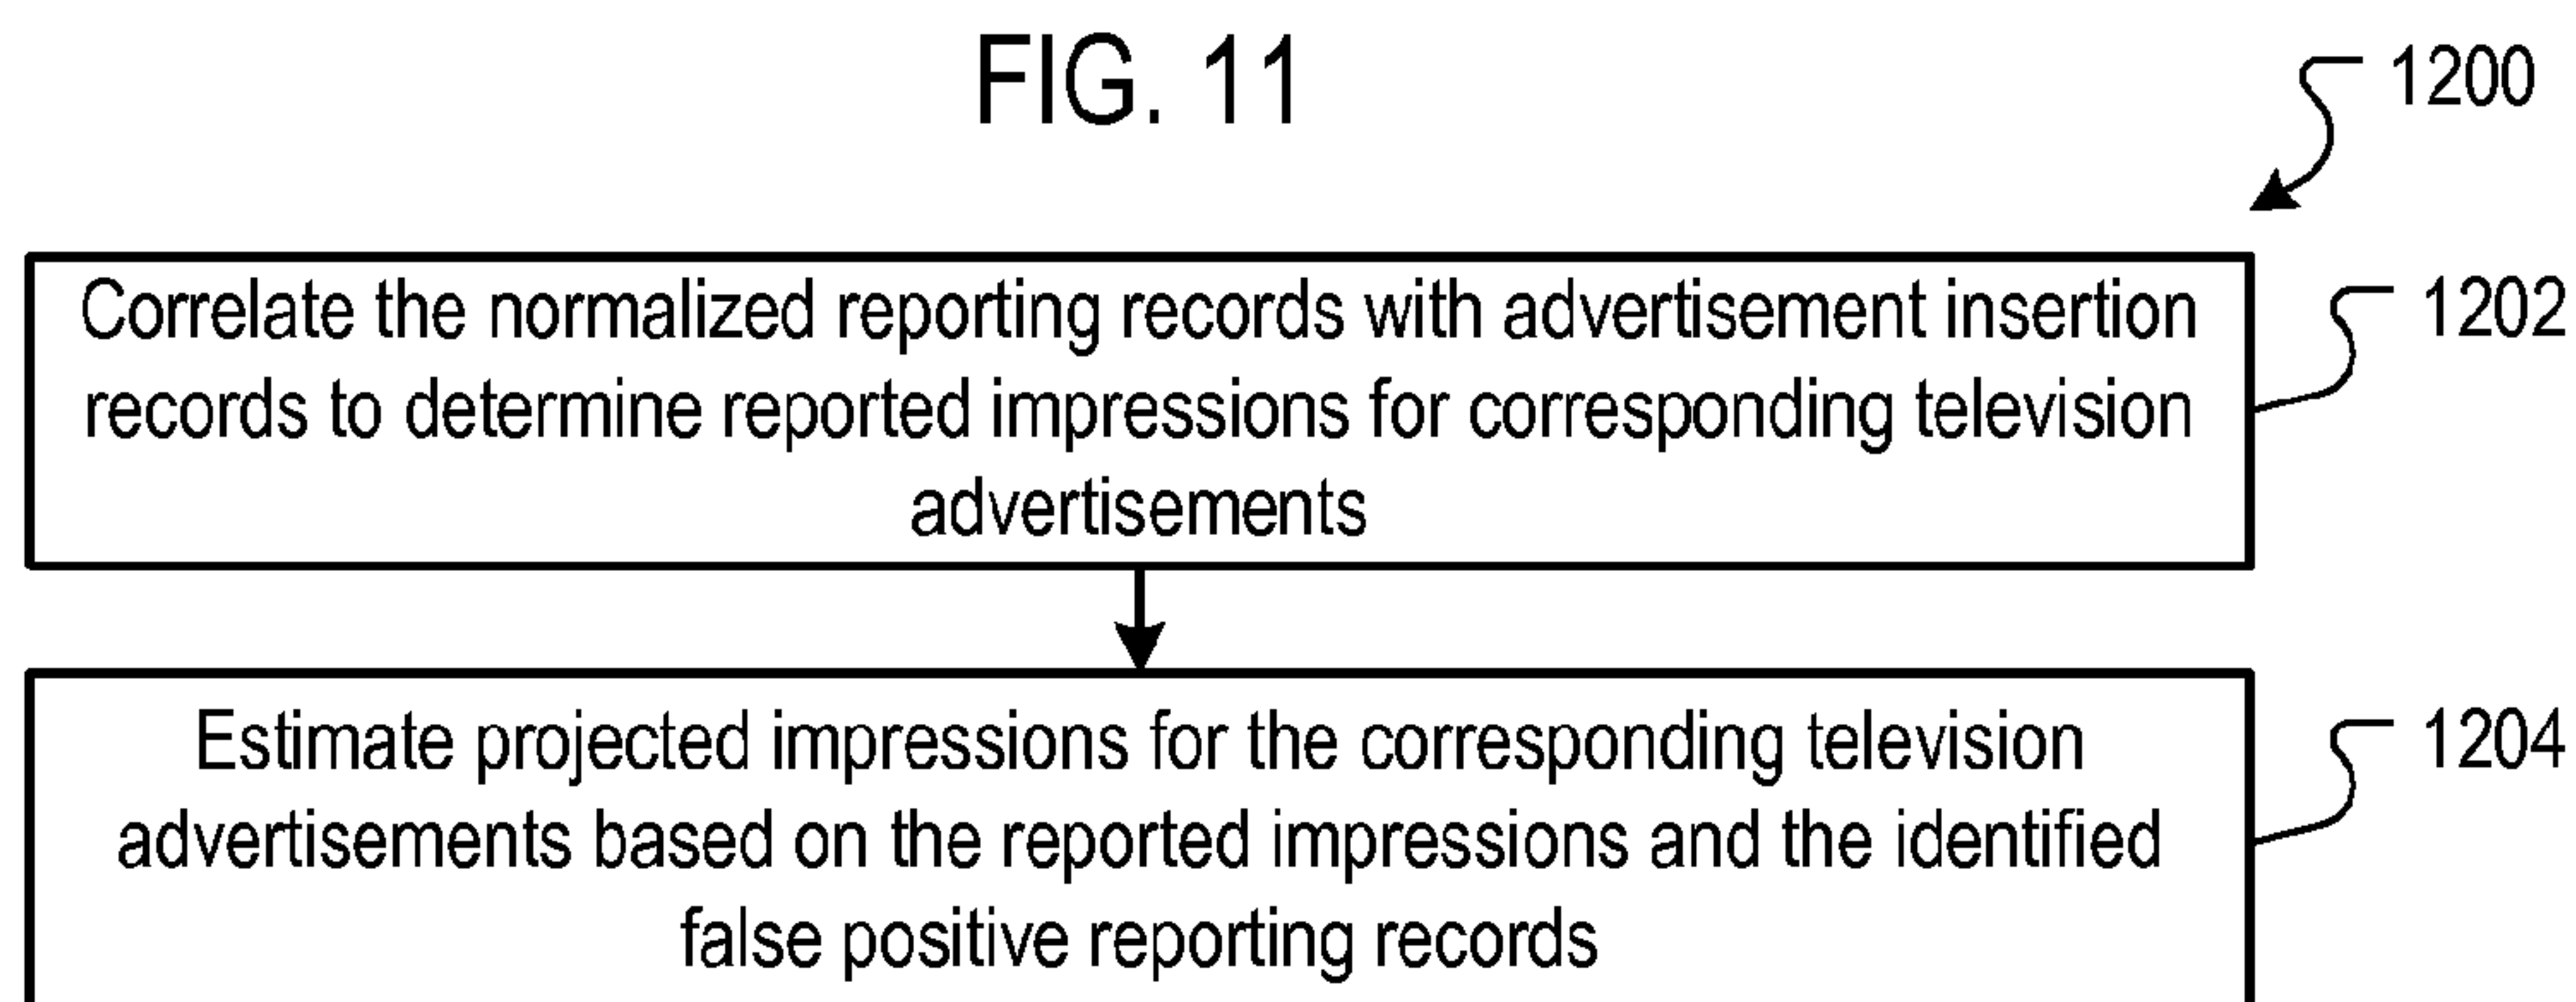 FIG. 11
1200
Correlate the normalized reporting records with advertisement insertion
records to determine reported impressions for corresponding television
advertisements
1202
Estimate projected impressions for the corresponding television
advertisements based on the reported impressions and the identified
false positive reporting records
1204